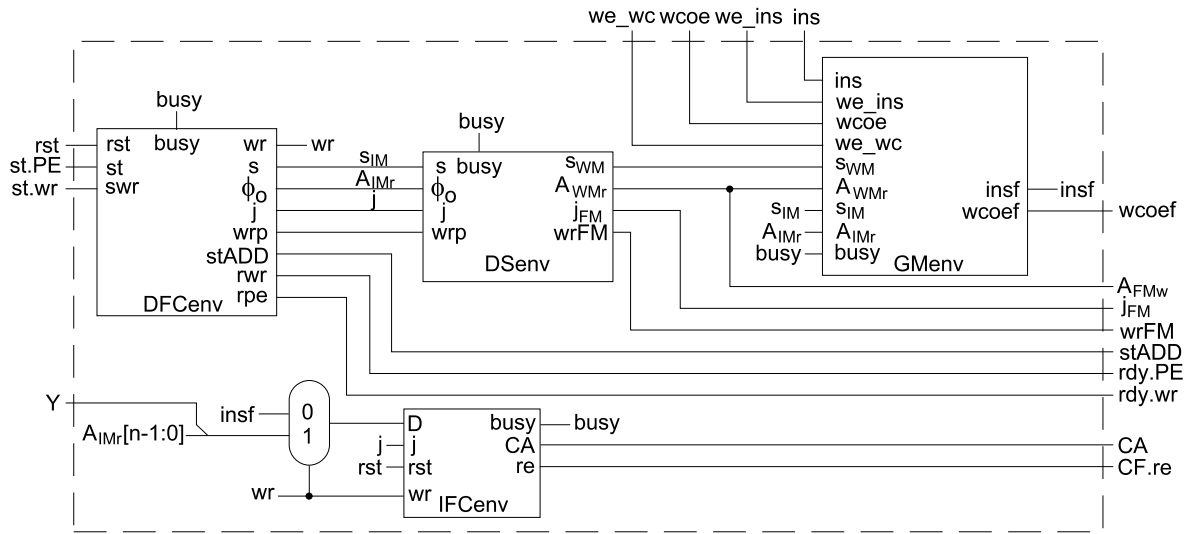 we_wc wcoe we_ins ins
busy
rst
st.PE
st.wr
rst
st
swr
busy
wr
s
ϕo
j
wrp
stADD
rwr
rpe
DFCenv
wr
sIM
AIMr
j
busy
s
ϕo
j
wrp
busy
sWM
AWMr
jFM
wrFM
DSenv
ins
we_ins
wcoe
we_wc
sWM
AWMr
sIM
AIMr
busy
sIM
AIMr
busy
insf
wcoef
GMenv
insf
wcoef
AFMw
jFM
wrFM
stADD
rdy.PE
rdy.wr
Y
AIMr[n-1:0]
insf
0
1
wr
j
rst
D
j
rst
wr
busy
CA
re
IFCenv
busy
CA
CF.re